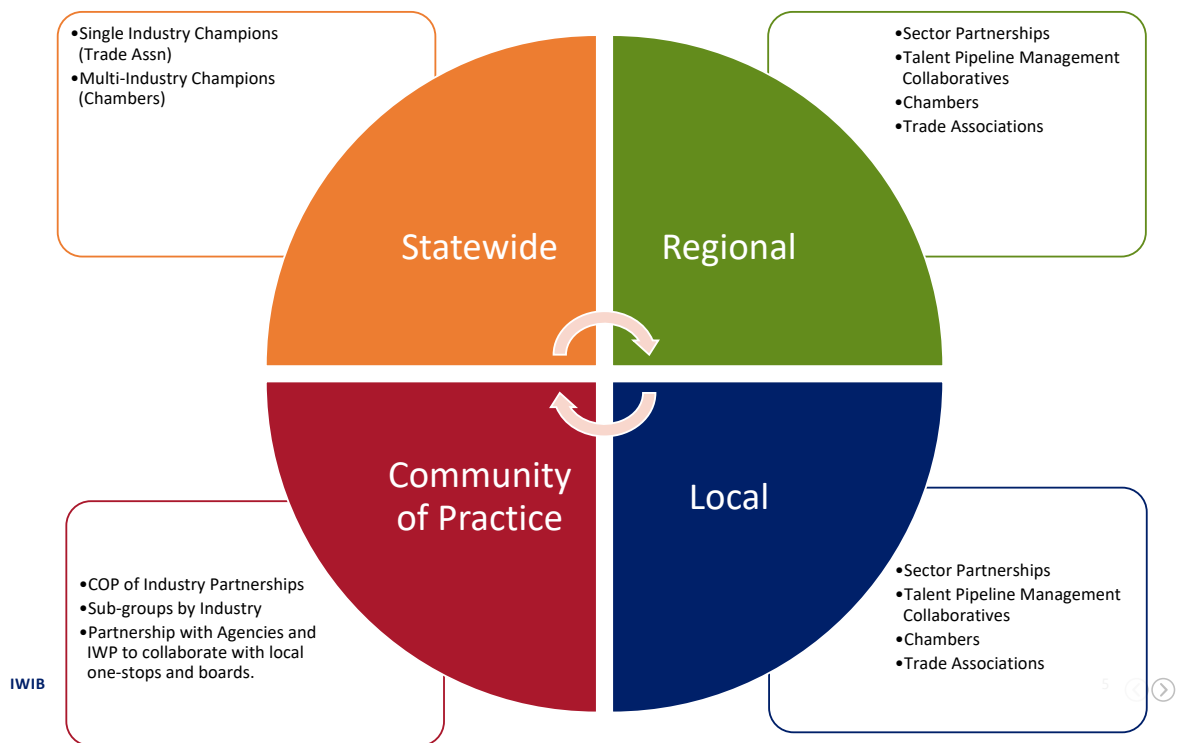 •Single Industry Champions
(Trade Assn)
•Multi-Industry Champions
(Chambers)
•Sector Partnerships
•Talent Pipeline Management
Collaboratives
•Chambers
•Trade Associations
Statewide
Regional
Community
of Practice
Local
•COP of Industry Partnerships
•Sub-groups by Industry
•Partnership with Agencies and
IWP to collaborate with local
one-stops and boards.
•Sector Partnerships
•Talent Pipeline Management
Collaboratives
•Chambers
•Trade Associations
IWIB
5